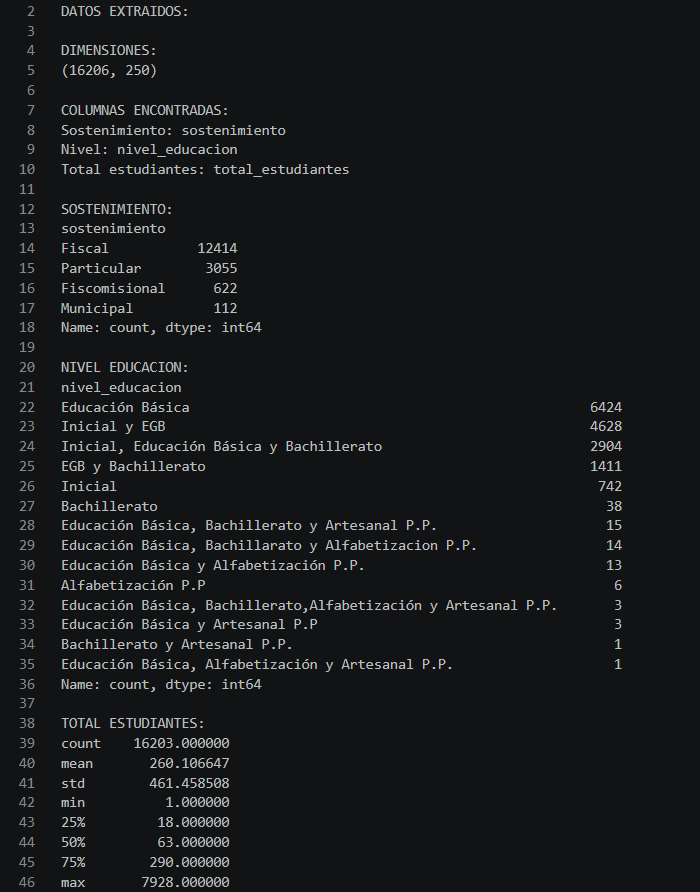 2 DATOS EXTRAIDOS:
3
4 DIMENSIONES:
5 (16206, 250)
6
7 COLUMNAS ENCONTRADAS:
8 Sostenimiento: sostenimiento
9 Nivel: nivel_educacion
10 Total estudiantes: total_estudiantes
11
12 SOSTENIMIENTO:
13 sostenimiento
14 Fiscal 12414
15 Particular 3055
16 Fiscomisional 622
17 Municipal 112
18 Name: count, dtype: int64
19
20 NIVEL EDUCACION:
21 nivel_educacion
22 Educación Básica 6424
23 Inicial y EGB 4628
24 Inicial, Educación Básica y Bachillerato 2904
25 EGB y Bachillerato 1411
26 Inicial 742
27 Bachillerato 38
28 Educación Básica, Bachillerato y Artesanal P.P. 15
29 Educación Básica, Bachillarato y Alfabetizacion P.P. 14
30 Educación Básica y Alfabetización P.P. 13
31 Alfabetización P.P 6
32 Educación Básica, Bachillerato,Alfabetización y Artesanal P.P. 3
33 Educación Básica y Artesanal P.P 3
34 Bachillerato y Artesanal P.P. 1
35 Educación Básica, Alfabetización y Artesanal P.P. 1
36 Name: count, dtype: int64
37
38 TOTAL ESTUDIANTES:
39 count 16203.000000
40 mean 260.106647
41 std 461.458508
42 min 1.000000
43 25% 18.000000
44 50% 63.000000
45 75% 290.000000
46 max 7928.000000